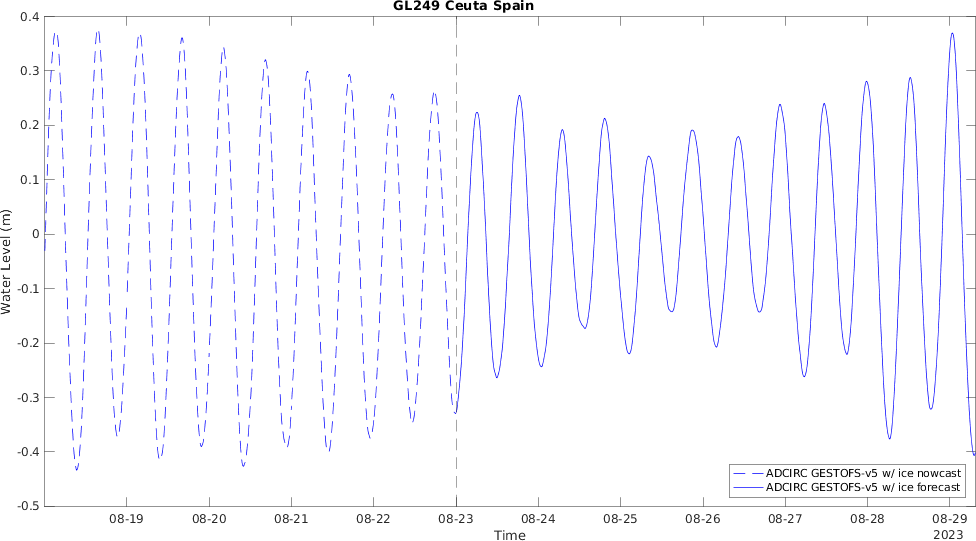 GL249 Ceuta Spain
0.4
0.3
0.2
0.1
0
-0.1
-0.2
-0.3
-0.4
-0.5
Water Level (m)
ADCIRC GESTOFS-v5 w/ ice nowcast
ADCIRC GESTOFS-v5 w/ ice forecast
08-19 08-20 08-21 08-22 08-23 08-24 08-25 08-26 08-27 08-28 08-29
Time 2023